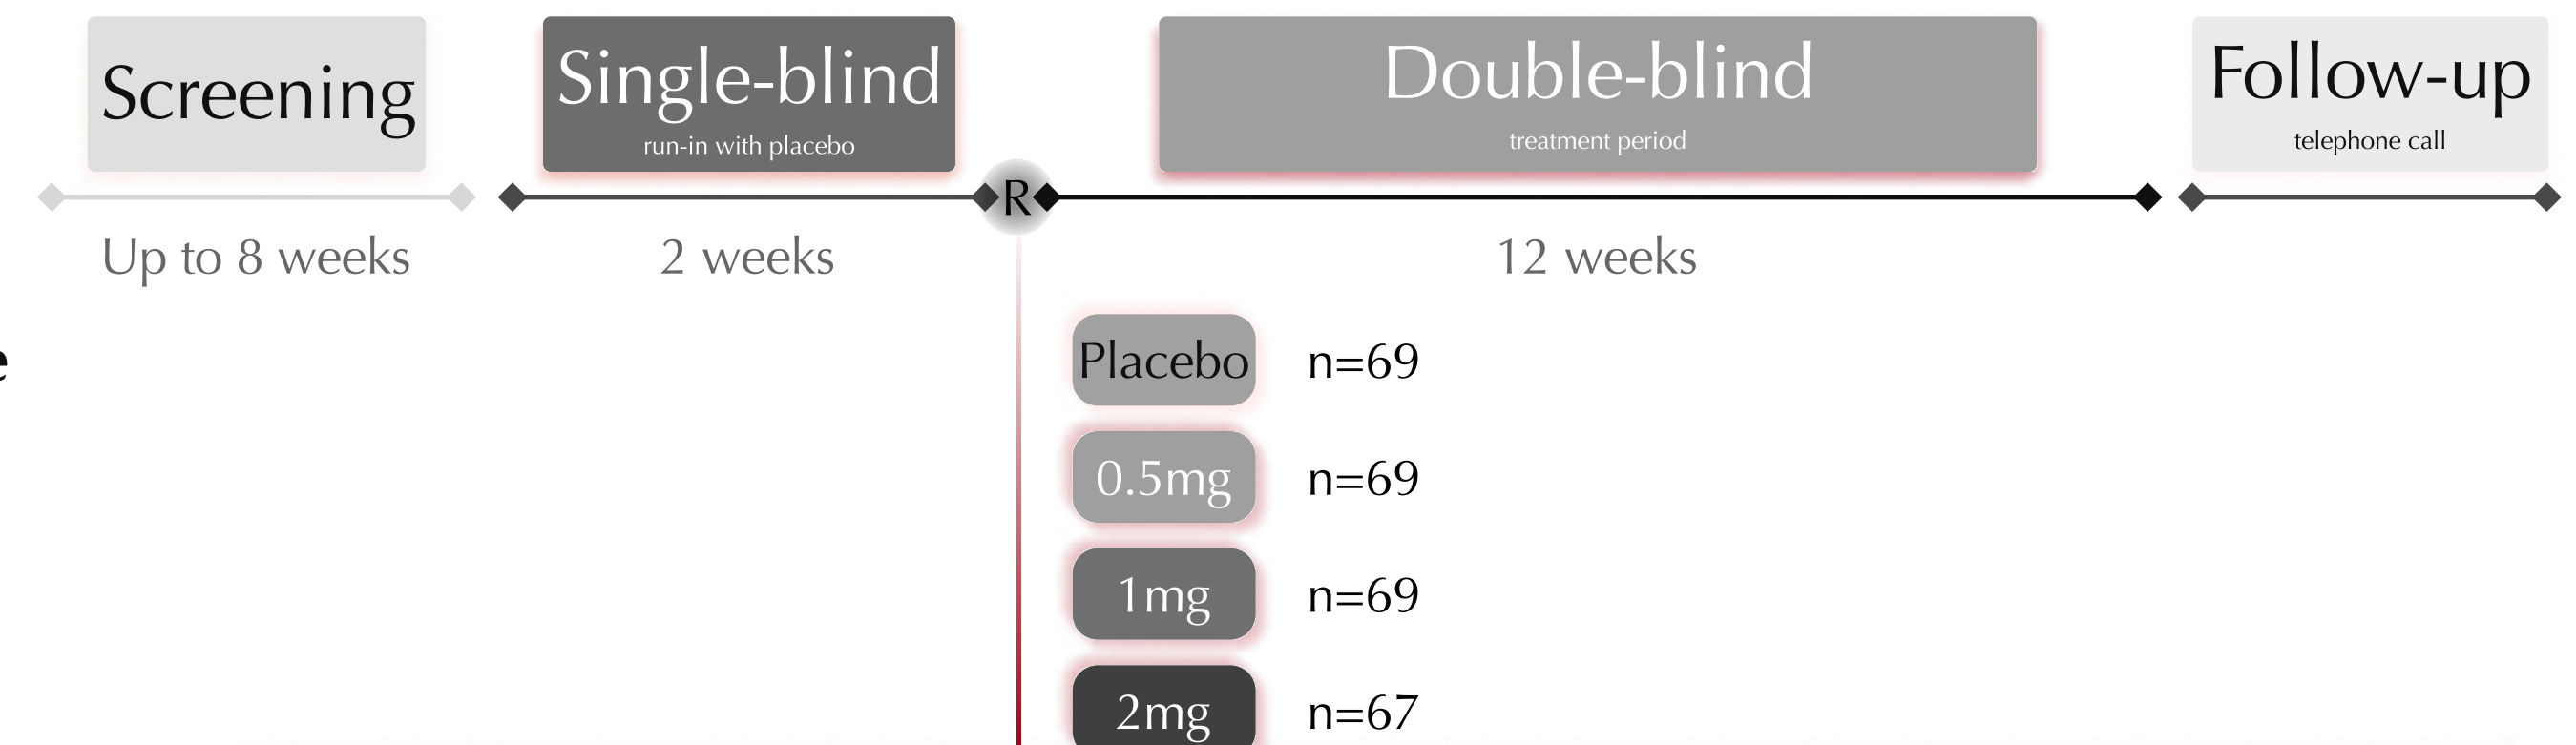 Screening
Single-blind
run-in with placebo
Double-blind
treatment period
Follow-up
telephone call
R
Up to 8 weeks
2 weeks
12 weeks
e
Placebo n=69
0.5mg n=69
1mg n=69
2mg n=67